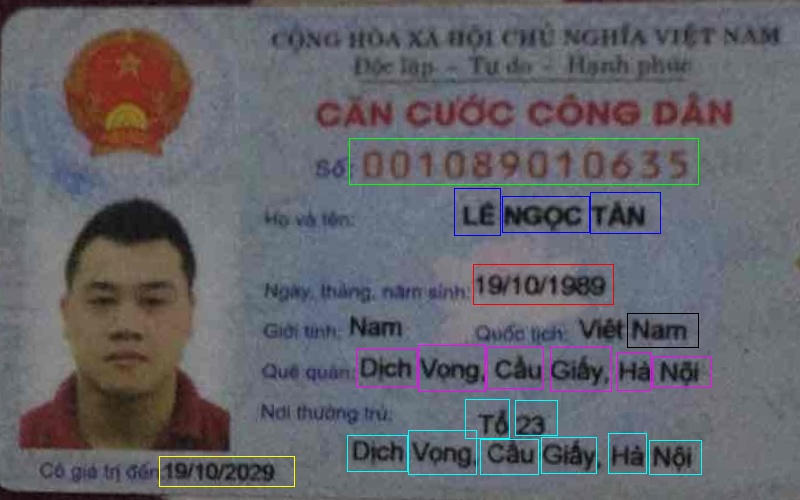 CỘNG HÒA XÃ HỘI CHỦ NGHĨA VIỆT NAM
Độc lập - Tự do - Hạnh phúc
CĂN CƯỚC CÔNG DÂN
Số: 001089010635
Họ và tên: LÊ NGỌC TÂN
Ngày, tháng, năm sinh: 19/10/1989
Giới tính: Nam Quốc tịch: Việt Nam
Quê quán: Dịch Vọng, Cầu Giấy, Hà Nội
Nơi thường trú: Tổ 23
Dịch Vọng, Cầu Giấy, Hà Nội
Có giá trị đến: 19/10/2029